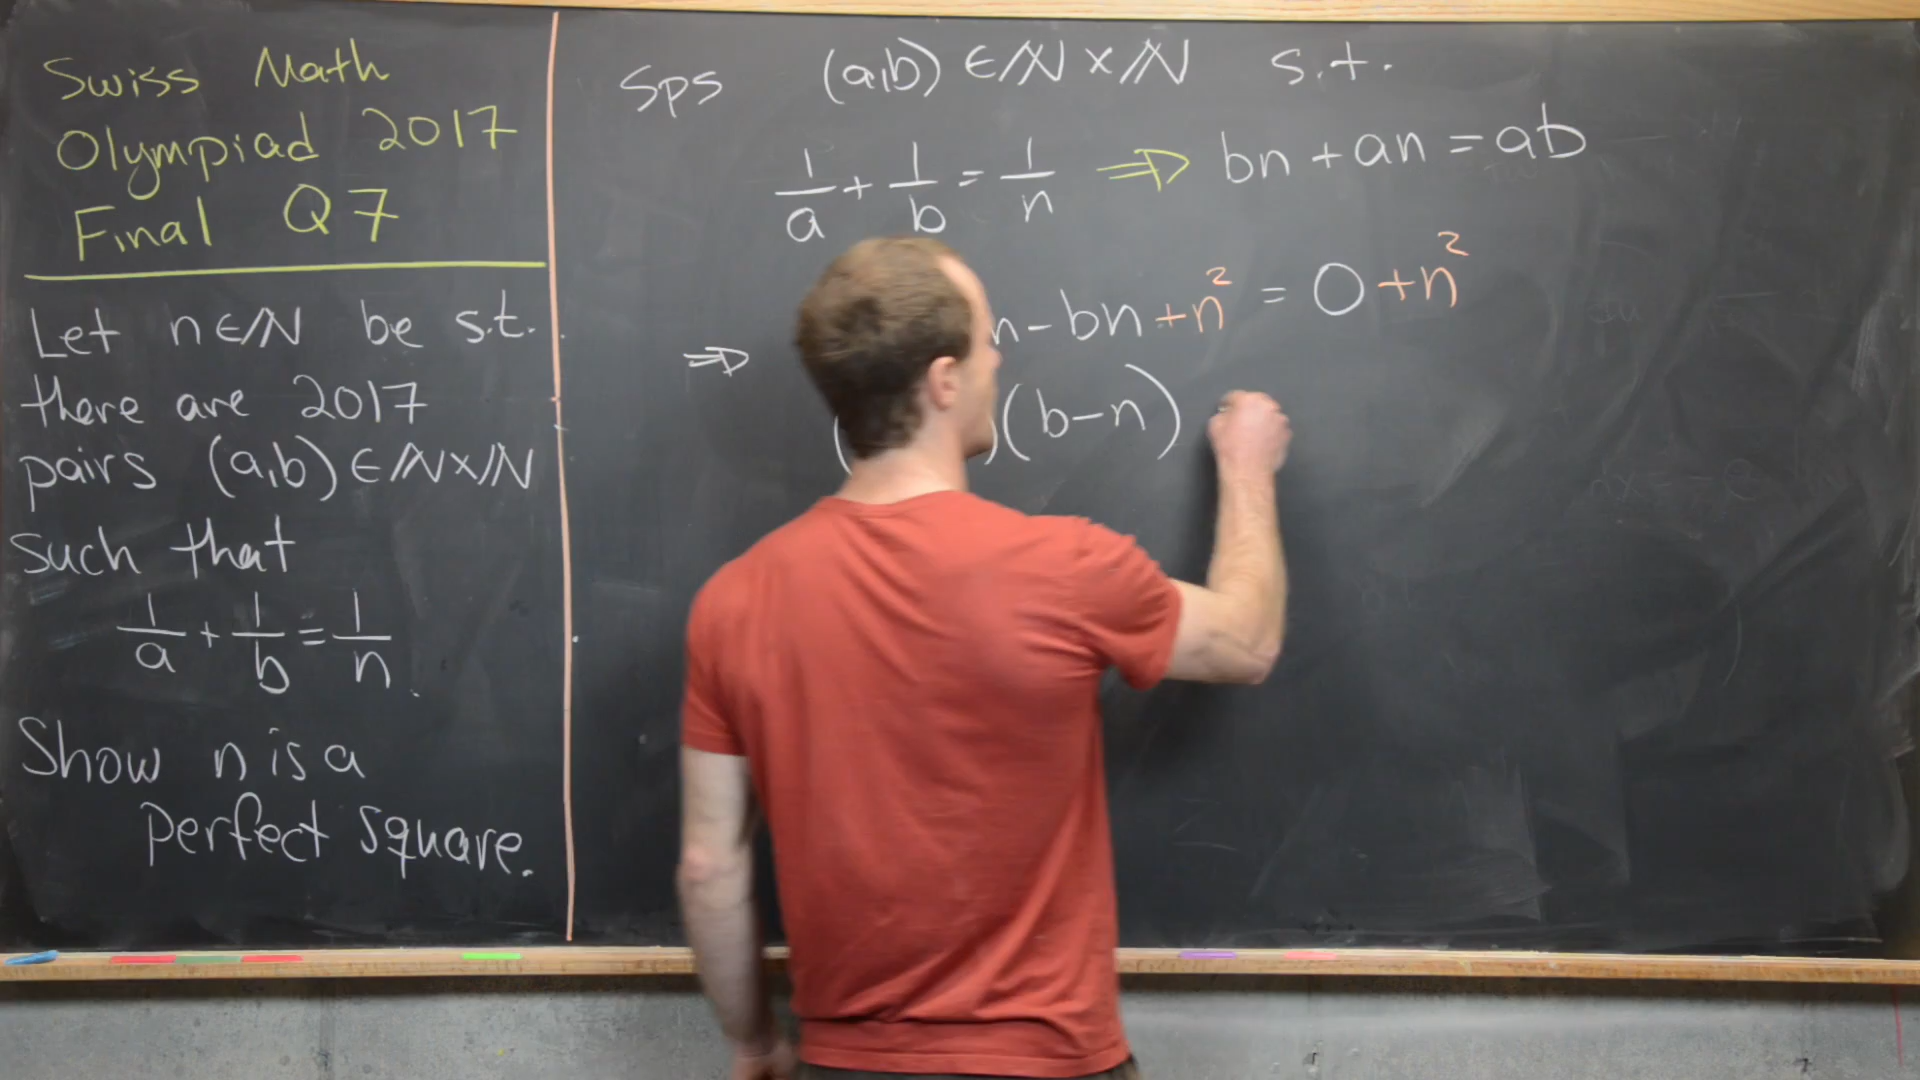 Swiss Math
Olympiad 2017
Final Q7
Let n∈ℕ be s.t.
there are 2017
pairs (a,b)∈ℕ×ℕ
such that
1/a + 1/b = 1/n.
Show n is a
perfect square.
Sps (a,b)∈ℕ×ℕ s.t.
1/a + 1/b = 1/n ⇒ bn + an = ab
⇒ n - bn + n² = 0 + n²
( )(b-n)